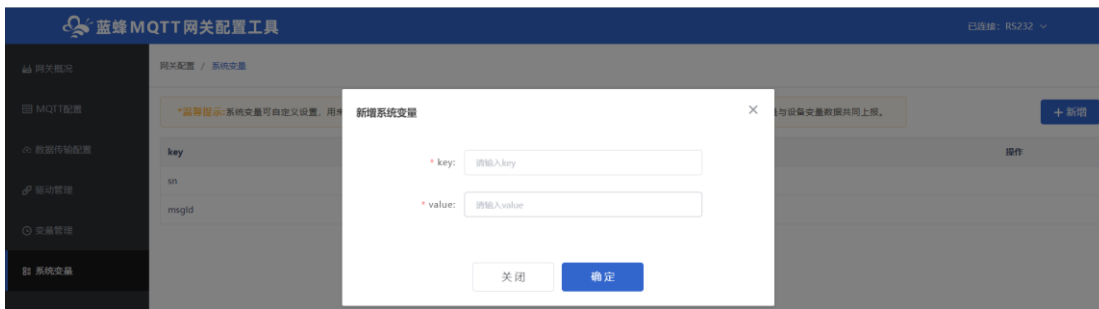 蓝蜂MQTT网关配置工具
已连接: RS232
网关概况
网关配置 / 系统变量
MQTT配置
*温馨提示:系统变量可自定义设置，用来
新增系统变量
量与设备变量数据共同上报。
+ 新增
数据传输配置
key
操作
* key: 请输入key
驱动管理
sn
* value: 请输入value
msgId
变量管理
系统变量
关闭
确定